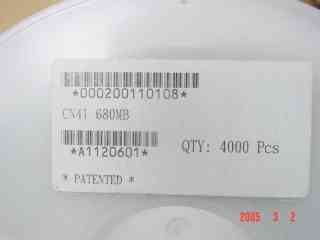 *000200110108*
CN41 680MB
*A1120601*
QTY: 4000 Pcs
* PATENTED *
2005 3 2